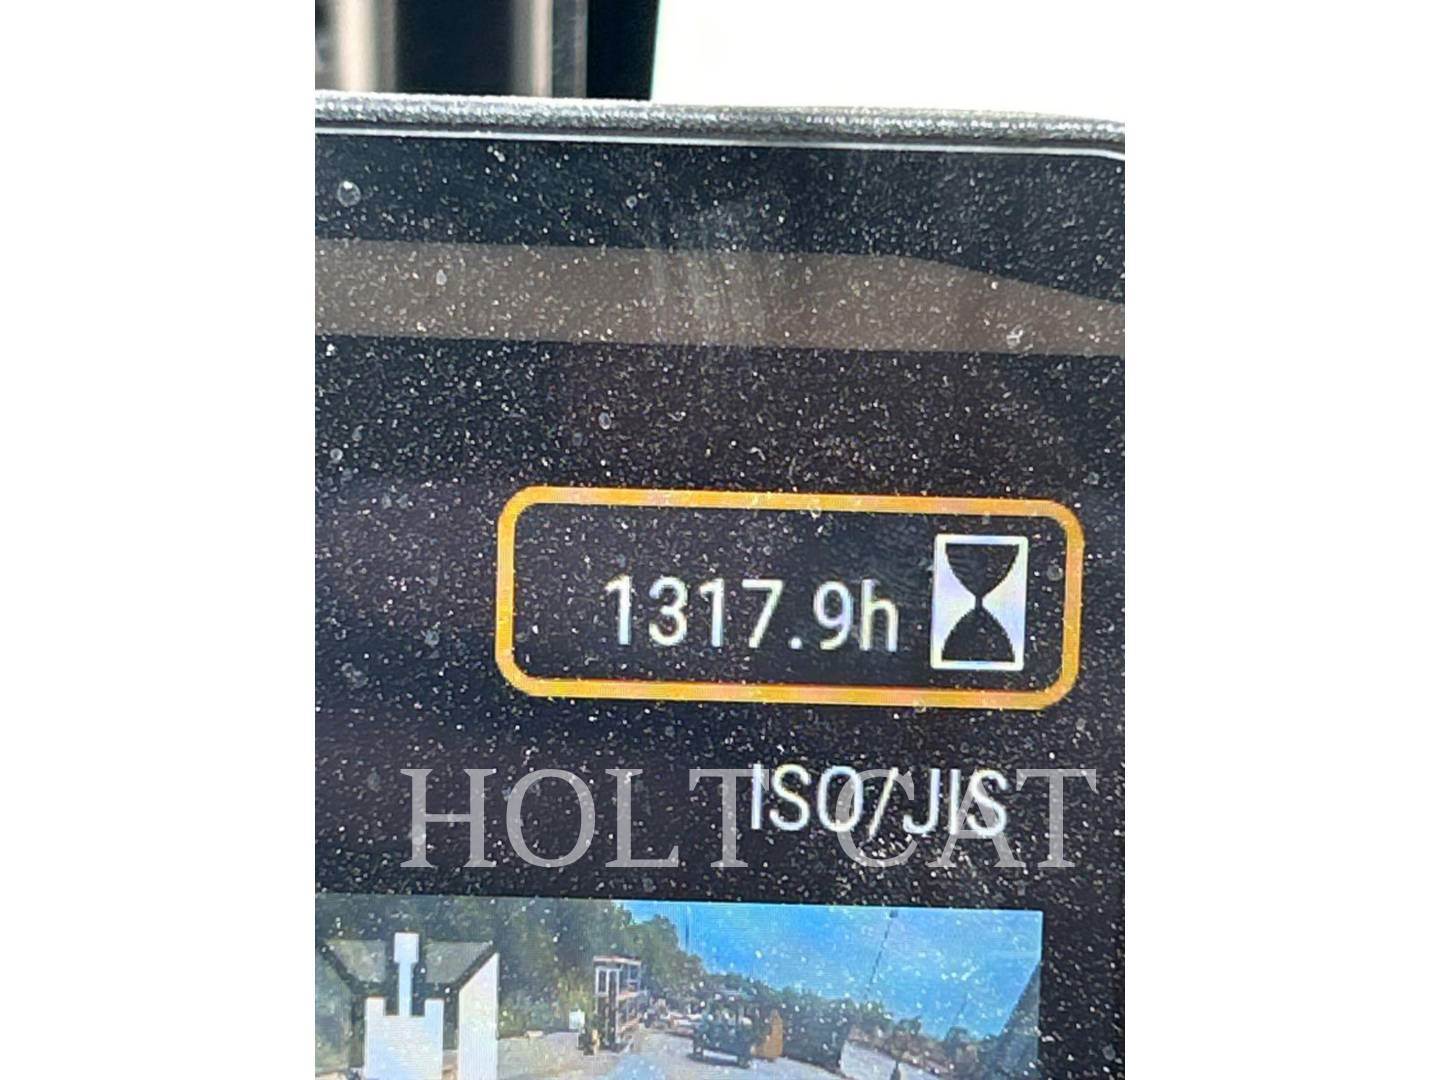 1317.9h
ISO/JIS
HOLT CAT